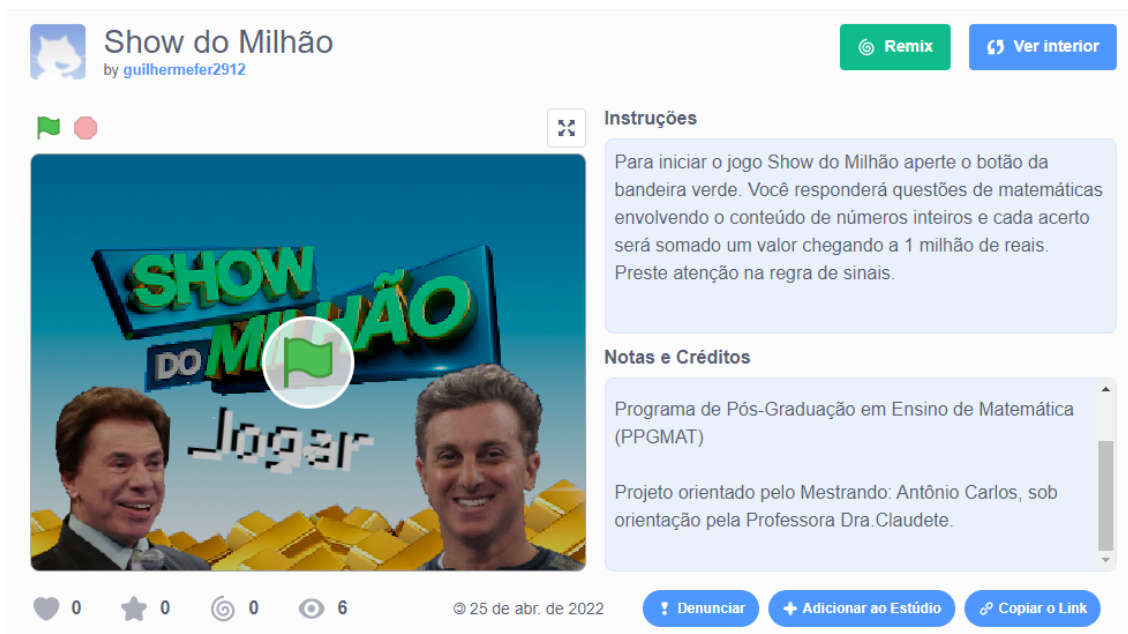 Show do Milhão
by guilhermefer2912
Remix
Ver interior
SHOW
DO MILHÃO
Jogar
Instruções
Para iniciar o jogo Show do Milhão aperte o botão da
bandeira verde. Você responderá questões de matemáticas
envolvendo o conteúdo de números inteiros e cada acerto
será somado um valor chegando a 1 milhão de reais.
Preste atenção na regra de sinais.
Notas e Créditos
Programa de Pós-Graduação em Ensino de Matemática
(PPGMAT)
Projeto orientado pelo Mestrando: Antônio Carlos, sob
orientação pela Professora Dra.Claudete.
0
0
0
6
25 de abr. de 2022
Denunciar
Adicionar ao Estúdio
Copiar o Link